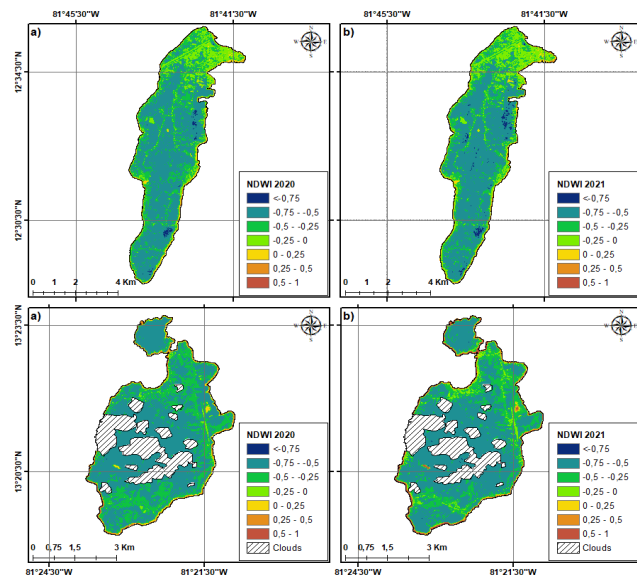 81°45'30"W 81°41'30"W 81°45'30"W 81°41'30"W
a)
N
W E
S
12°34'30"N
12°30'30"N
NDWI 2020
<-0,75
-0,75 - -0,5
-0,5 - -0,25
-0,25 - 0
0 - 0,25
0,25 - 0,5
0,5 - 1
0 1 2 4 Km
b)
N
W E
S
NDWI 2021
<-0,75
-0,75 - -0,5
-0,5 - -0,25
-0,25 - 0
0 - 0,25
0,25 - 0,5
0,5 - 1
0 1 2 4 Km
a)
N
W E
S
13°23'30"N
13°20'30"N
NDWI 2020
<-0,75
-0,75 - -0,5
-0,5 - -0,25
-0,25 - 0
0 - 0,25
0,25 - 0,5
0,5 - 1
Clouds
0 0,75 1,5 3 Km
b)
N
W E
S
NDWI 2021
<-0,75
-0,75 - -0,5
-0,5 - -0,25
-0,25 - 0
0 - 0,25
0,25 - 0,5
0,5 - 1
Clouds
0 0,75 1,5 3 Km
81°24'30"W 81°21'30"W 81°24'30"W 81°21'30"W